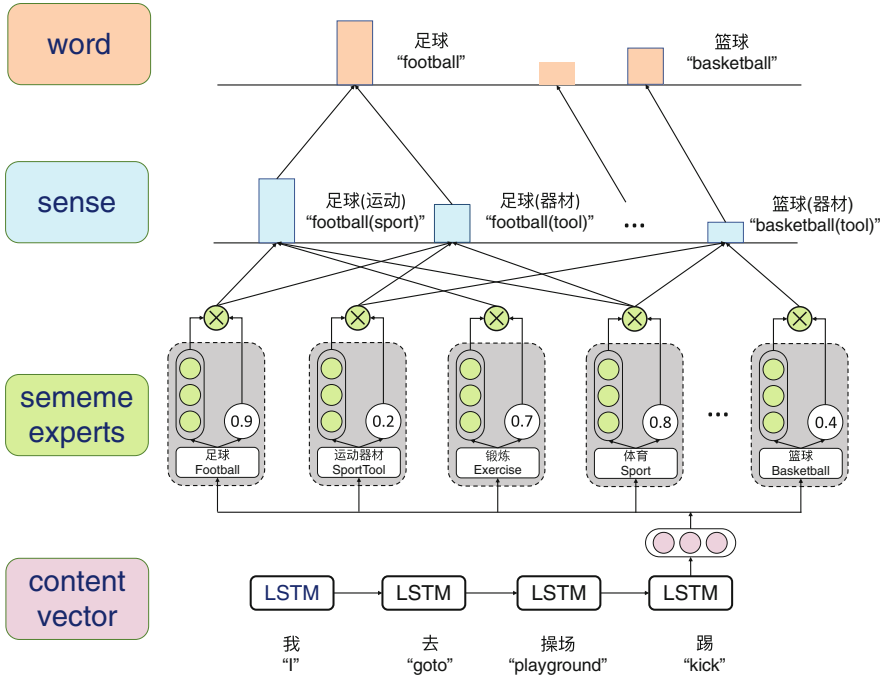 word
足球
“football”
篮球
“basketball”
sense
足球(运动)
“football(sport)”
足球(器材)
“football(tool)”
...
篮球(器材)
“basketball(tool)”
sememe
experts
0.9
足球
Football
0.2
运动器材
SportTool
0.7
锻炼
Exercise
0.8
体育
Sport
...
0.4
篮球
Basketball
content
vector
LSTM
LSTM
LSTM
LSTM
我
“I”
去
“goto”
操场
“playground”
踢
“kick”